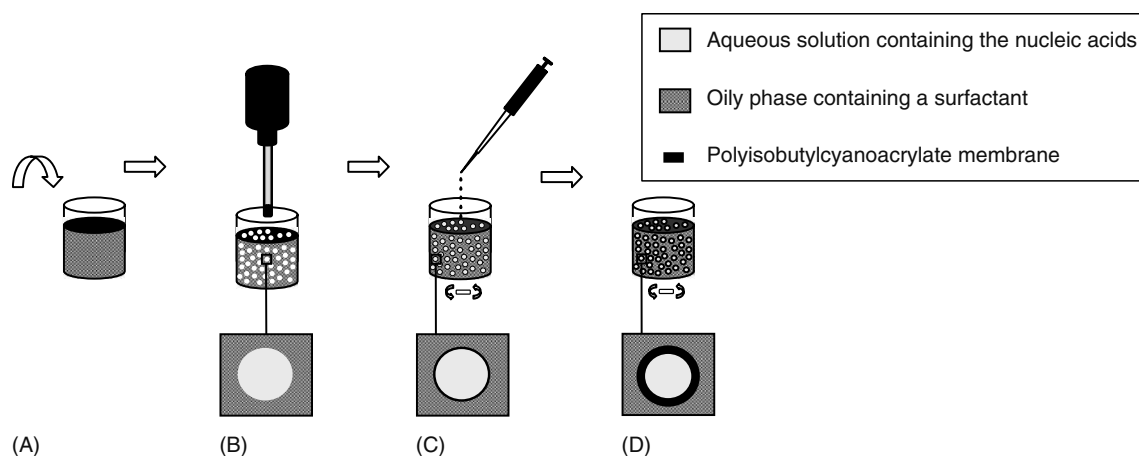 Aqueous solution containing the nucleic acids
Oily phase containing a surfactant
Polyisobutylcyanoacrylate membrane
(A) (B) (C) (D)